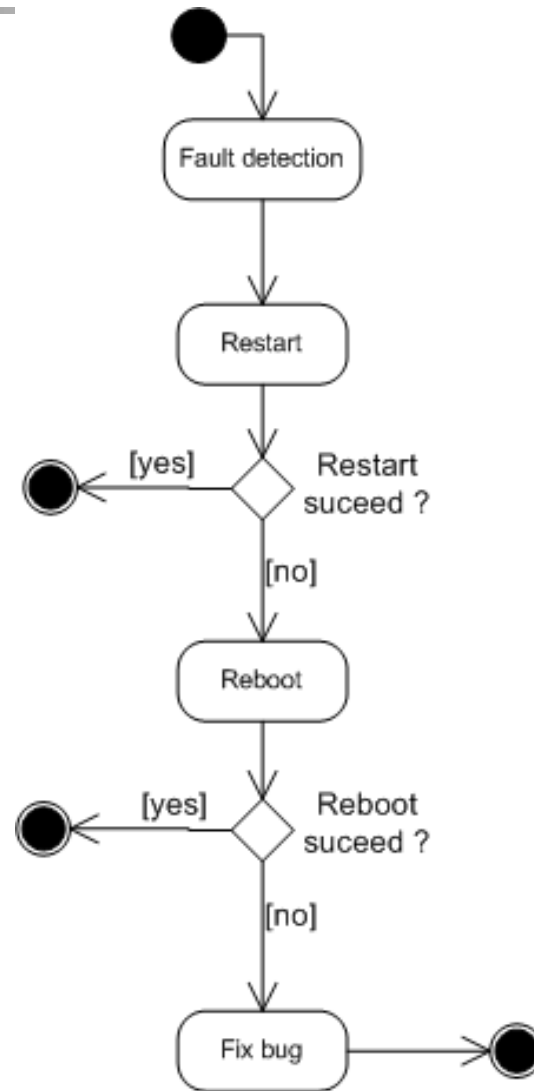 Fault detection
Restart
[yes]
Restart
suceed ?
[no]
Reboot
[yes]
Reboot
suceed ?
[no]
Fix bug